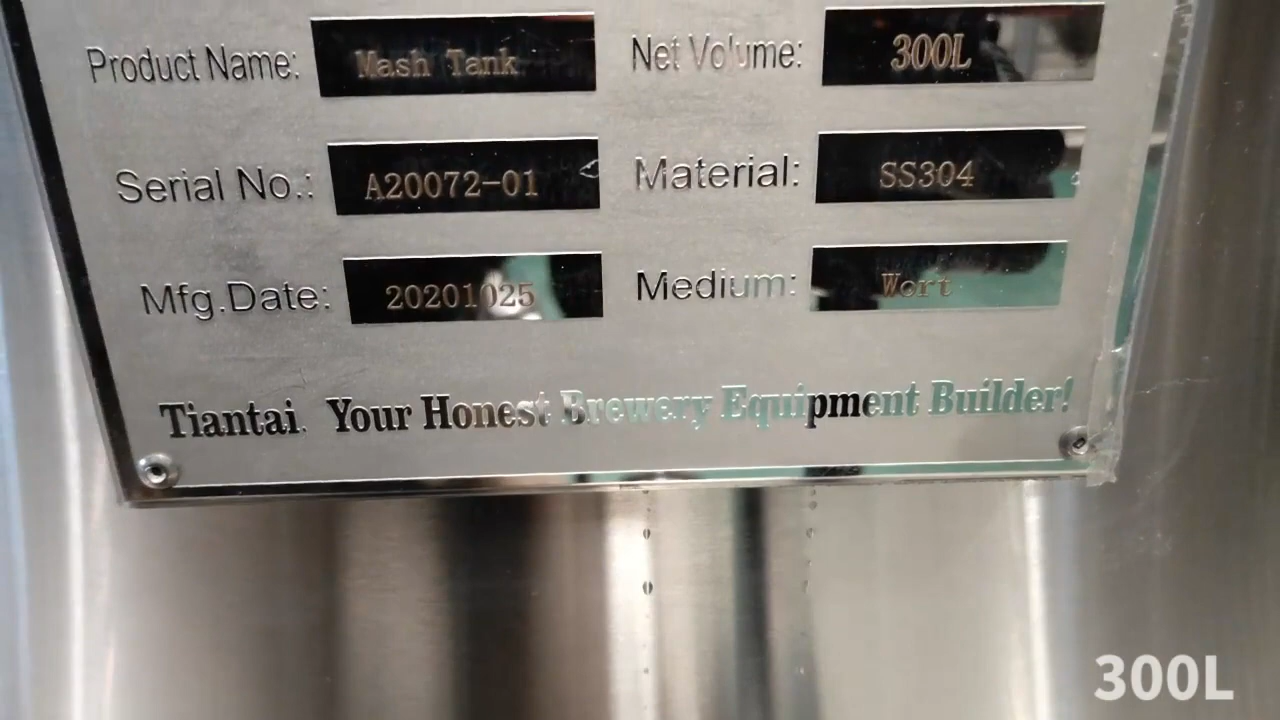 Product Name: Mash Tank Net Volume: 300L
Serial No.: A20072-01 Material: SS304
Mfg.Date: 20201025 Medium: Wort
Tiantai. Your Honest Brewery Equipment Builder!
300L